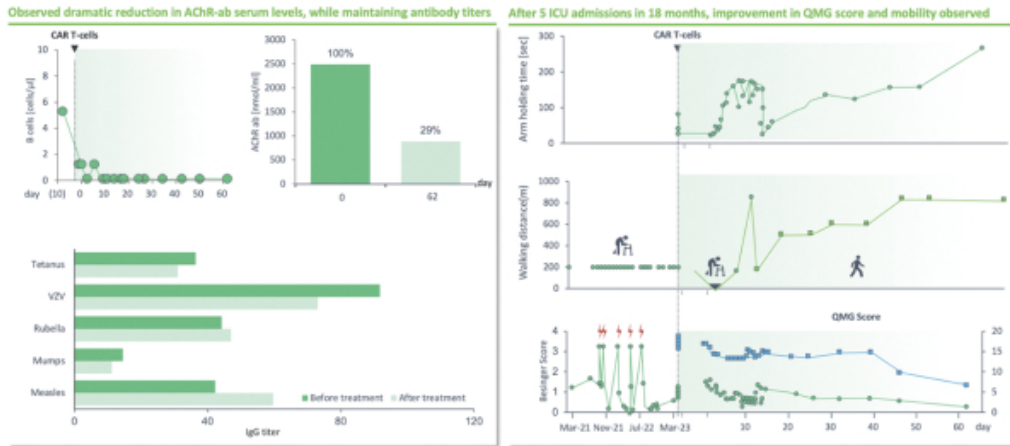 Observed dramatic reduction in AChR-ab serum levels, while maintaining antibody titers
CAR T-cells
B cells [cells/µl]
10
8
6
4
2
0
day (10) 0 10 20 30 40 50 60
AChR ab [nmol/ml]
3000
2500
2000
1500
1000
500
0
100%
29%
0 62 day
Tetanus
VZV
Rubella
Mumps
Measles
Before treatment After treatment
0 40 80 120
IgG titer
After 5 ICU admissions in 18 months, improvement in QMG score and mobility observed
CAR T-cells
Arm holding time [sec]
300
200
100
0
Walking distance(m)
1000
800
600
400
200
0
QMG Score
Besinger Score
4
3
2
1
0
20
15
10
5
0
Mar-21 Nov-21 Jul-22 Mar-23 10 20 30 40 50 60 day